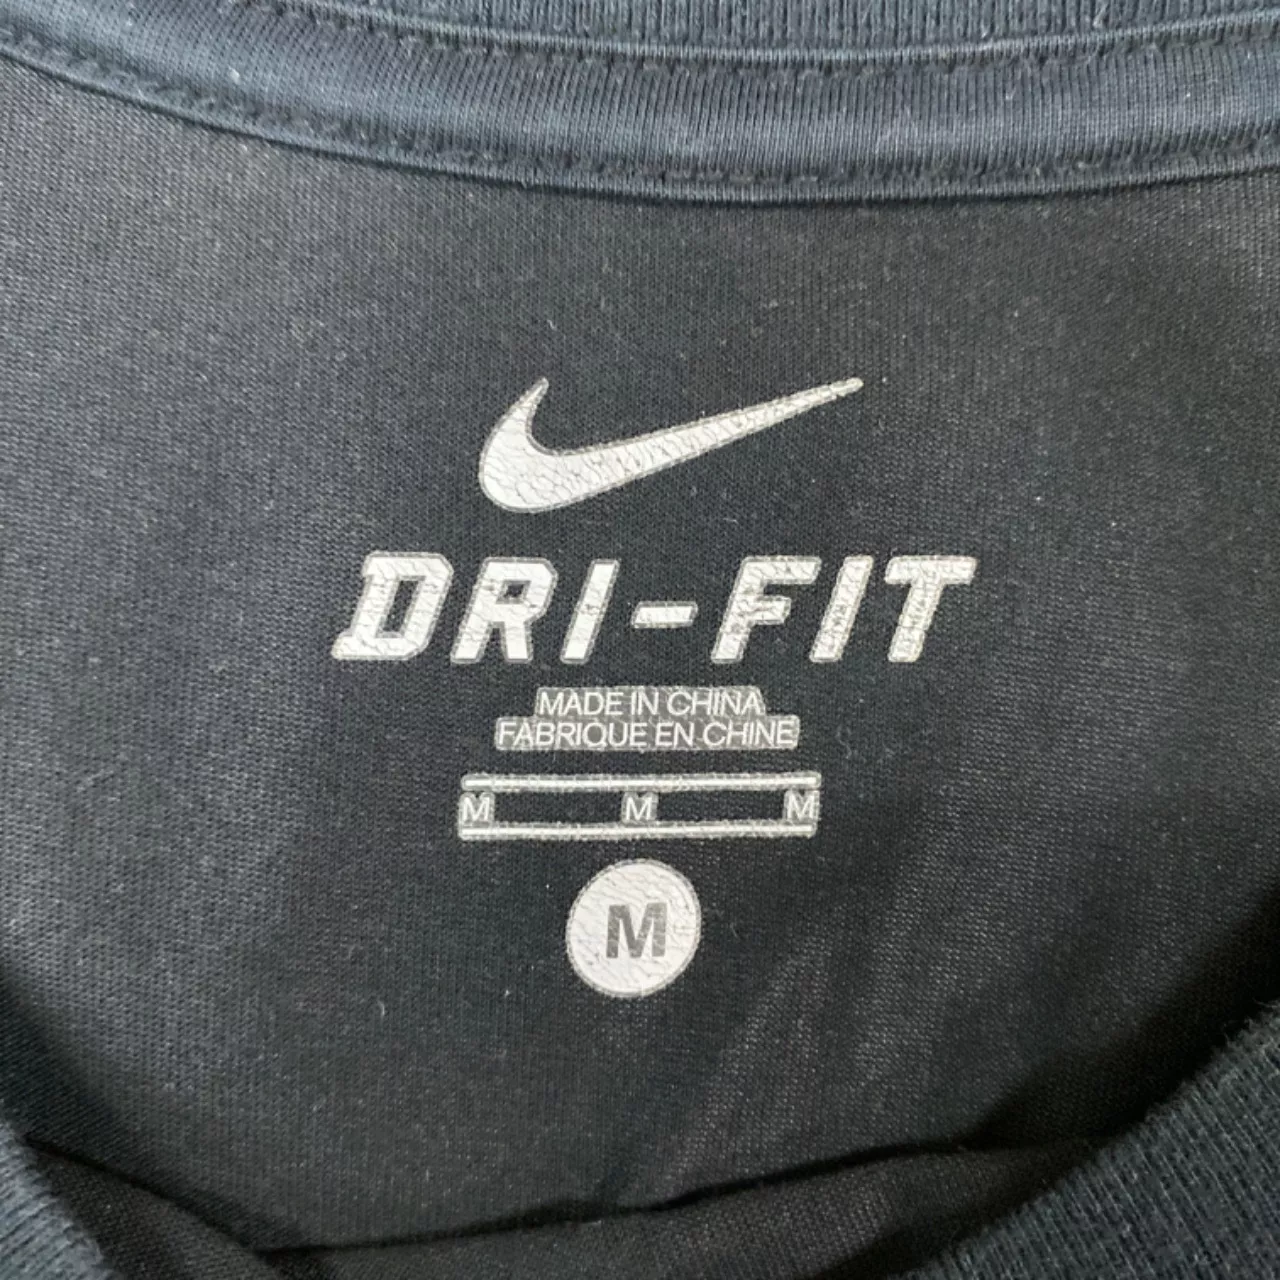 DRI-FIT
MADE IN CHINA
FABRIQUE EN CHINE
M M M
M